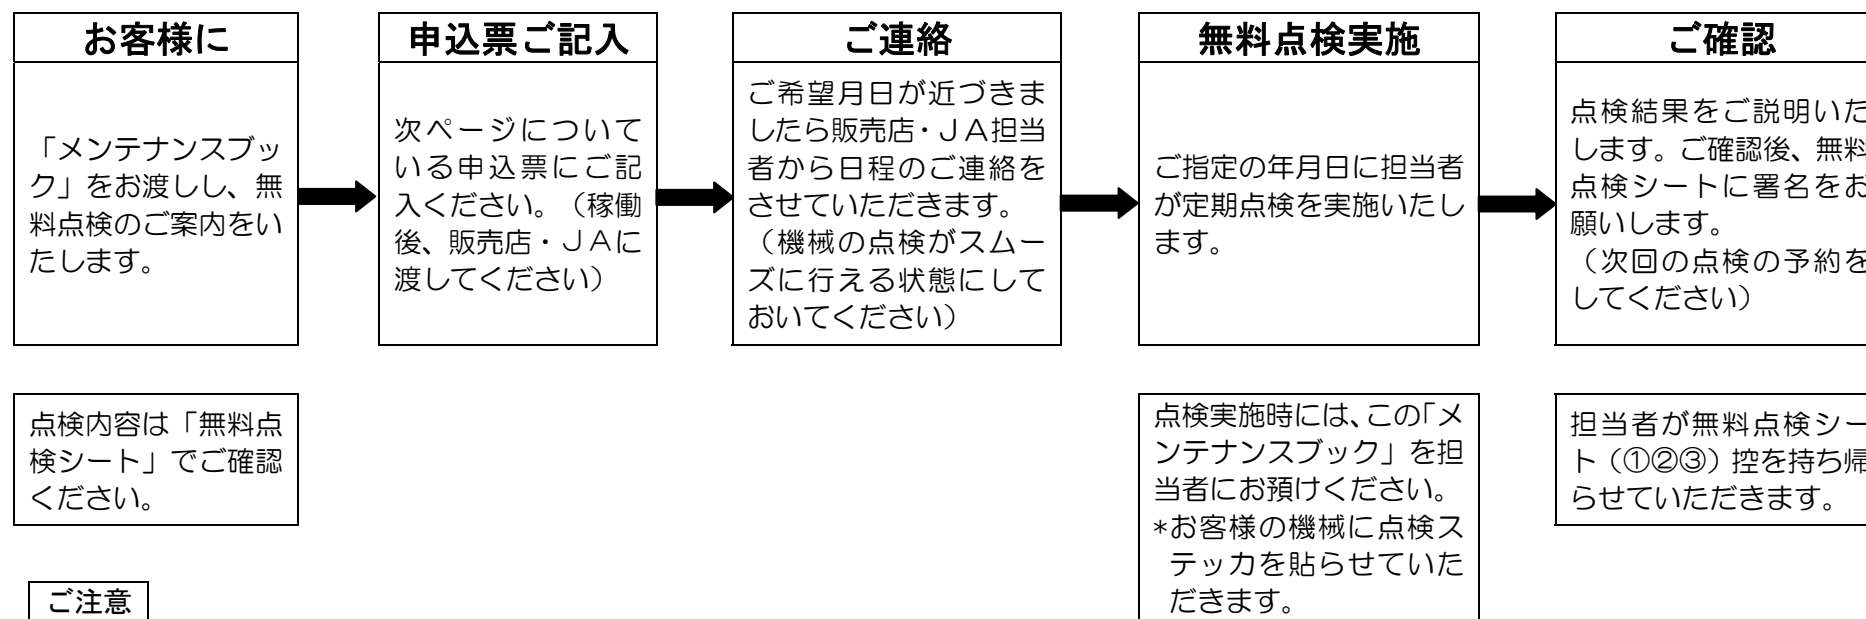 お客様に
「メンテナンスブッ
ク」をお渡しし、無
料点検のご案内をい
たします。
申込票ご記入
次ページについて
いる申込票にご記
入ください。（稼働
後、販売店・ＪＡに
渡してください）
ご連絡
ご希望月日が近づきま
したら販売店・ＪＡ担当
者から日程のご連絡を
させていただきます。
（機械の点検がスムー
ズに行える状態にして
おいてください）
無料点検実施
ご指定の年月日に担当者
が定期点検を実施いたし
ます。
ご確認
点検結果をご説明いた
します。ご確認後、無料
点検シートに署名をお
願いします。
（次回の点検の予約を
してください）
点検内容は「無料点
検シート」でご確認
ください。
点検実施時には、この「メ
ンテナンスブック」を担
当者にお預けください。
*お客様の機械に点検ス
テッカを貼らせていた
だきます。
担当者が無料点検シー
ト（①②③）控を持ち帰
らせていただきます。
ご注意